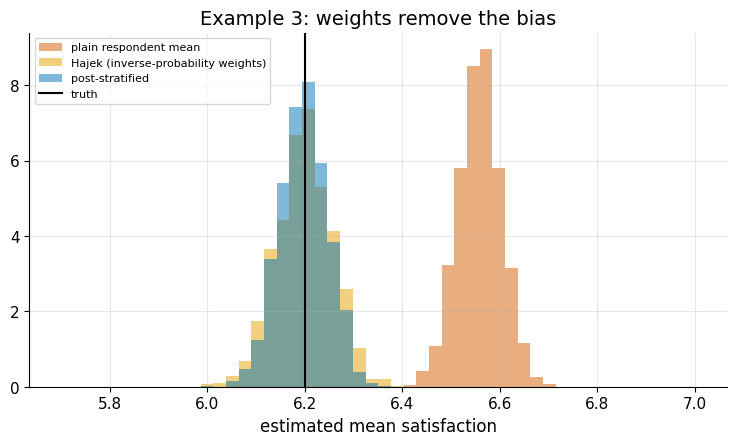 Example 3: weights remove the bias
plain respondent mean
Hajek (inverse-probability weights)
post-stratified
truth
8
6
4
2
0
5.8 6.0 6.2 6.4 6.6 6.8 7.0
estimated mean satisfaction